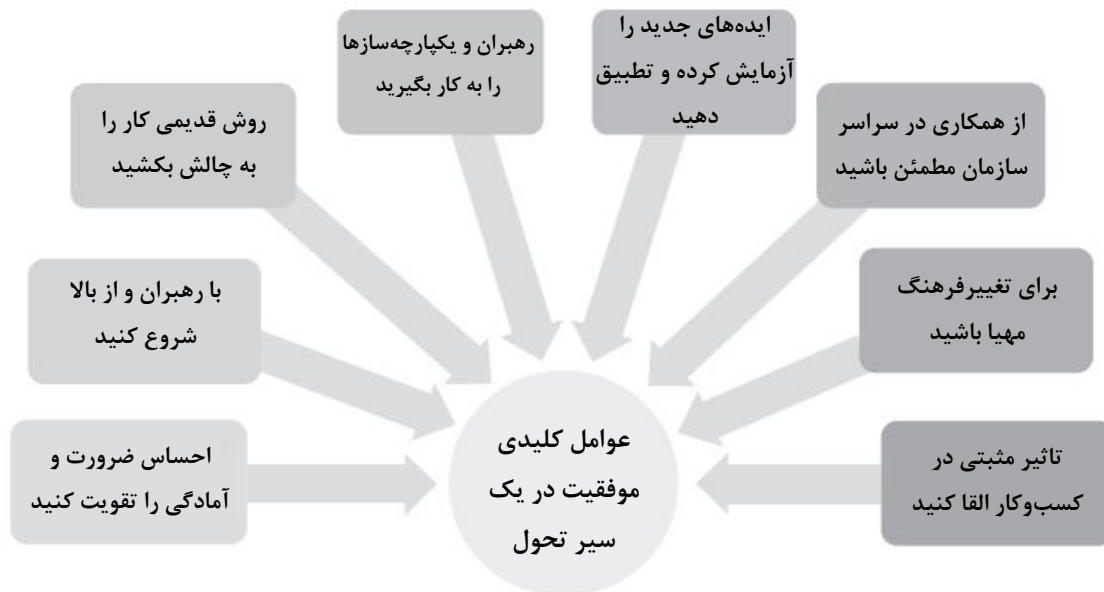 ایده‌های جدید را
آزمایش کرده و تطبیق
دهید
رهبران و یکپارچه‌سازها
را به کار بگیرید
از همکاری در سراسر
سازمان مطمئن باشید
روش قدیمی کار را
به چالش بکشید
برای تغییرفرهنگ
مهیا باشید
با رهبران و از بالا
شروع کنید
تاثیر مثبتی در
کسب‌وکار القا کنید
عوامل کلیدی
موفقیت در یک
سیر تحول
احساس ضرورت و
آمادگی را تقویت کنید